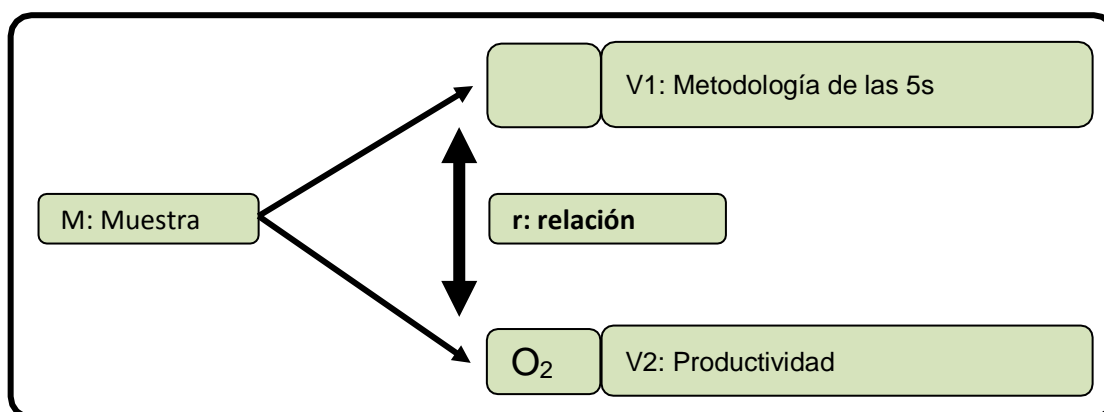 V1: Metodología de las 5s
M: Muestra
r: relación
O₂
V2: Productividad